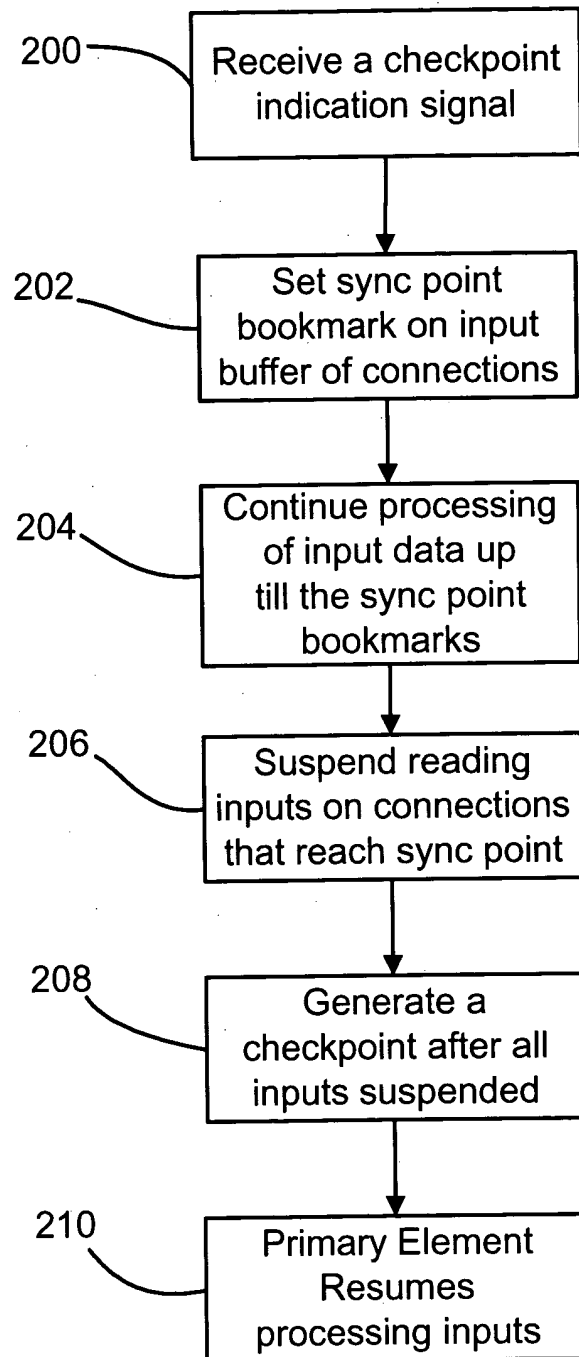 200
Receive a checkpoint
indication signal
202
Set sync point
bookmark on input
buffer of connections
204
Continue processing
of input data up
till the sync point
bookmarks
206
Suspend reading
inputs on connections
that reach sync point
208
Generate a
checkpoint after all
inputs suspended
210
Primary Element
Resumes
processing inputs